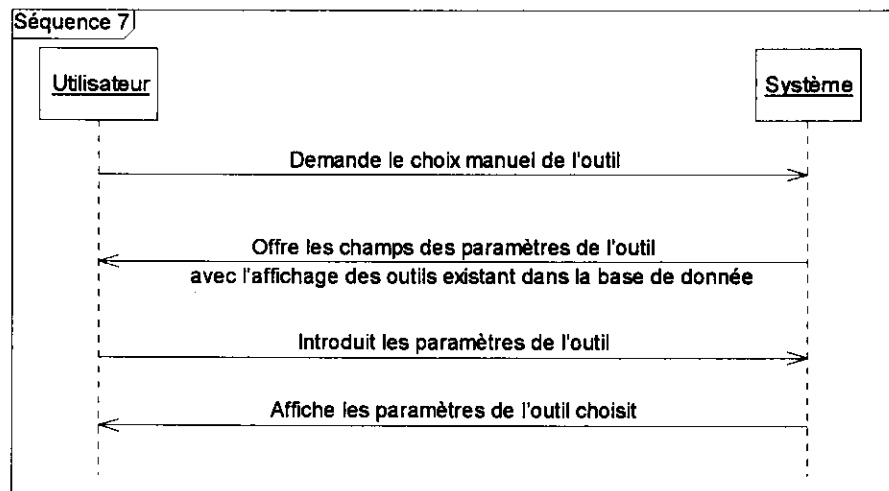 Séquence 7
Utilisateur
Système
Demande le choix manuel de l'outil
Offre les champs des paramètres de l'outil
avec l'affichage des outils existant dans la base de donnée
Introduit les paramètres de l'outil
Affiche les paramètres de l'outil choisit